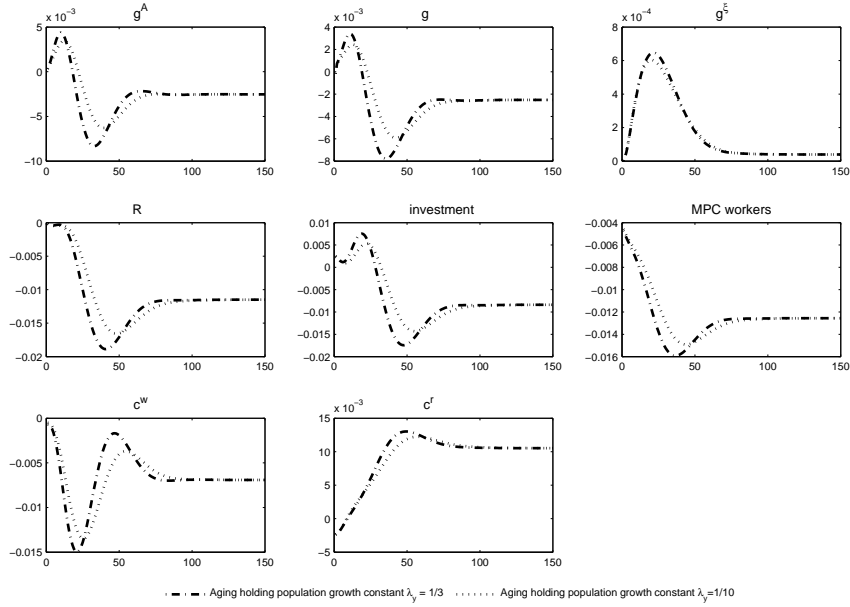 g^A
x 10^−3
5
0
−5
−10
0 50 100 150
g
x 10^−3
4
2
0
−2
−4
−6
−8
0 50 100 150
g^ξ
x 10^−4
8
6
4
2
0
0 50 100 150
R
0
−0.005
−0.01
−0.015
−0.02
0 50 100 150
investment
0.01
0.005
0
−0.005
−0.01
−0.015
−0.02
0 50 100 150
MPC workers
−0.004
−0.006
−0.008
−0.01
−0.012
−0.014
−0.016
0 50 100 150
c^w
0
−0.005
−0.01
−0.015
0 50 100 150
c^r
x 10^−3
15
10
5
0
−5
0 50 100 150
Aging holding population growth constant λ_y = 1/3
Aging holding population growth constant λ_y=1/10